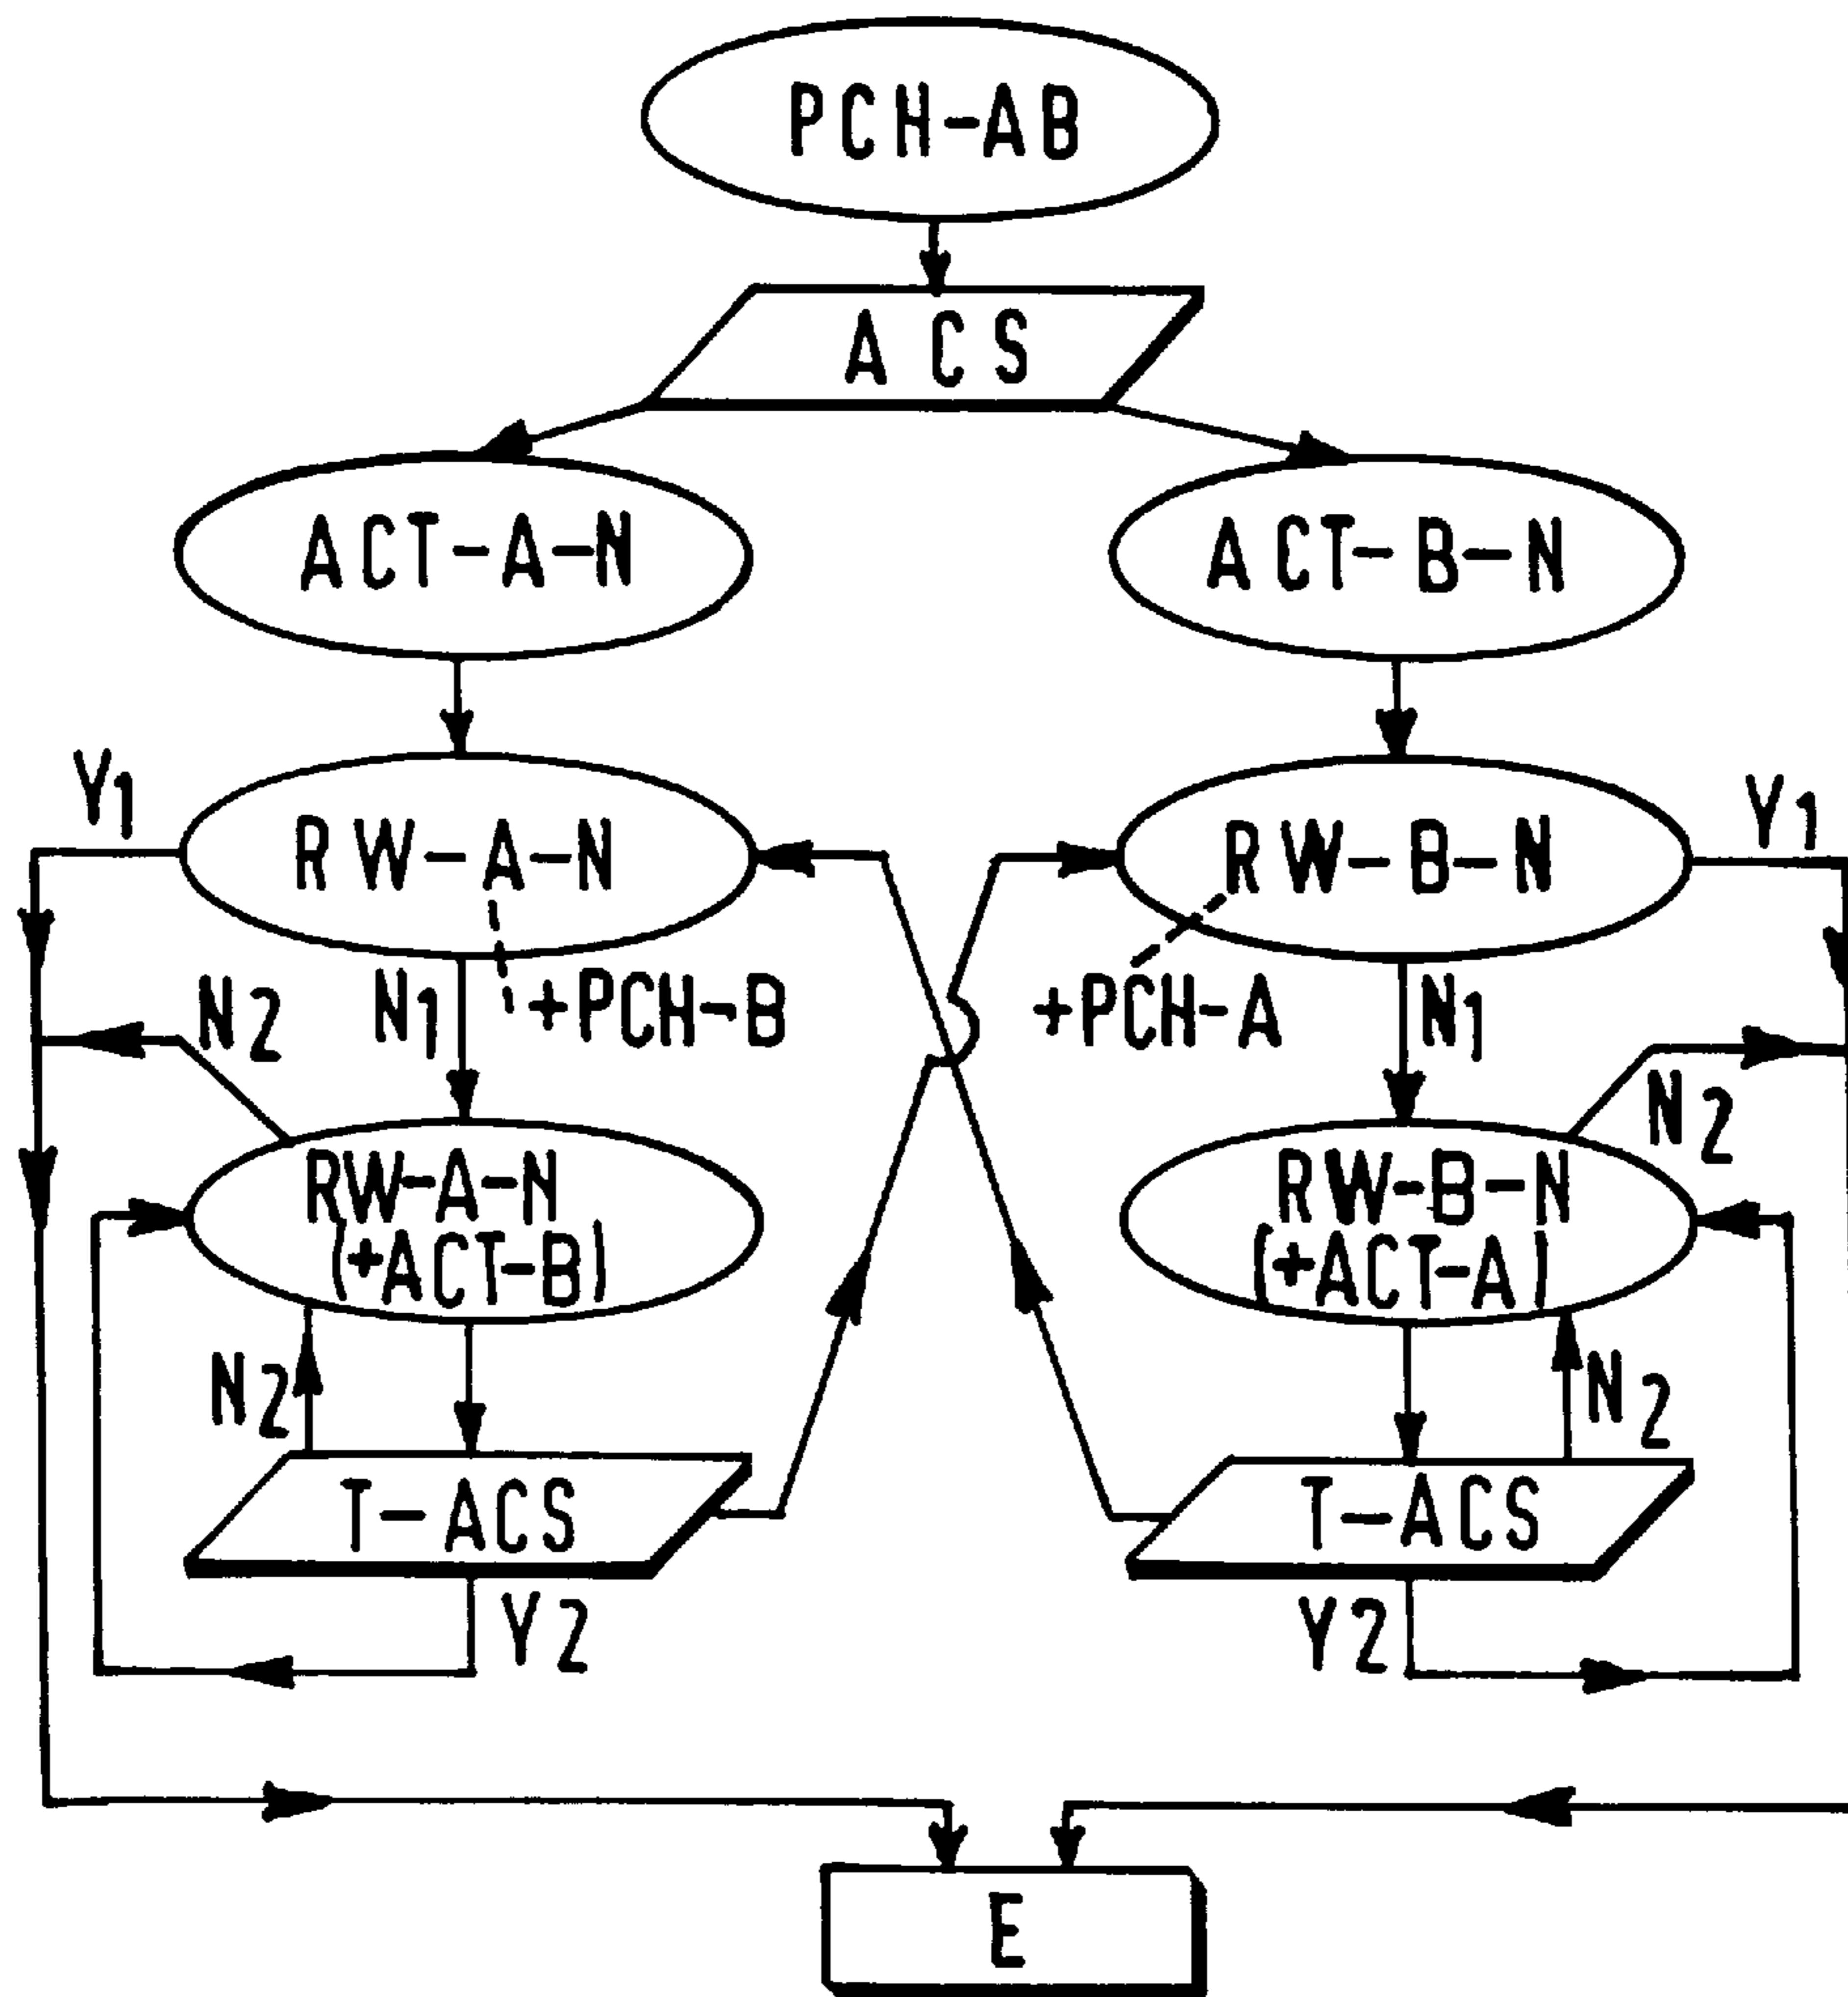 PCH-AB
ACS
ACT-A-N
ACT-B-N
Y1
RW-A-N
RW-B-N
Y1
N2
N1
+PCH-B
+PCH-A
N1
N2
RW-A-N
(+ACT-B)
RW-B-N
(+ACT-A)
N2
N2
T-ACS
T-ACS
Y2
Y2
E